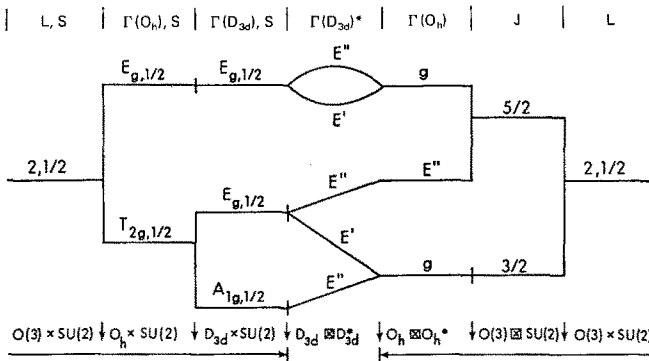 L, S | Γ(O_h), S | Γ(D_3d), S | Γ(D_3d)* | Γ(O_h) | J | L
E''
E_g,1/2 E_g,1/2 g
E' 5/2
2,1/2 E'' E'' 2,1/2
E_g,1/2
T_2g,1/2 E'
E'' g 3/2
A_1g,1/2
O(3) × SU(2) O_h × SU(2) D_3d × SU(2) D_3d ⊠ D_3d* O_h ⊠ O_h* O(3) ⊠ SU(2) O(3) × SU(2)